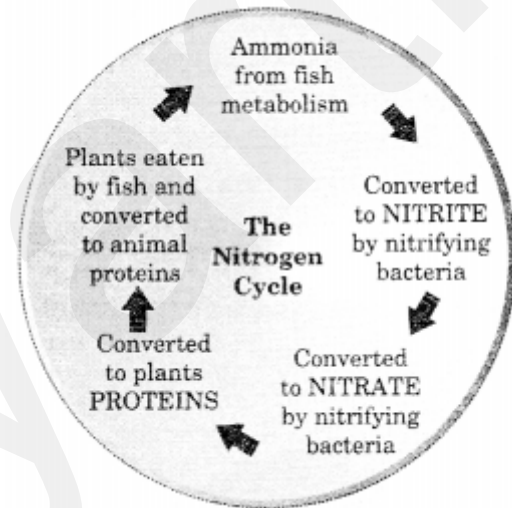 Ammonia
from fish
metabolism
Converted
to NITRITE
by nitrifying
bacteria
Converted
to NITRATE
by nitrifying
bacteria
Converted
to plants
PROTEINS
Plants eaten
by fish and
converted
to animal
proteins
The
Nitrogen
Cycle